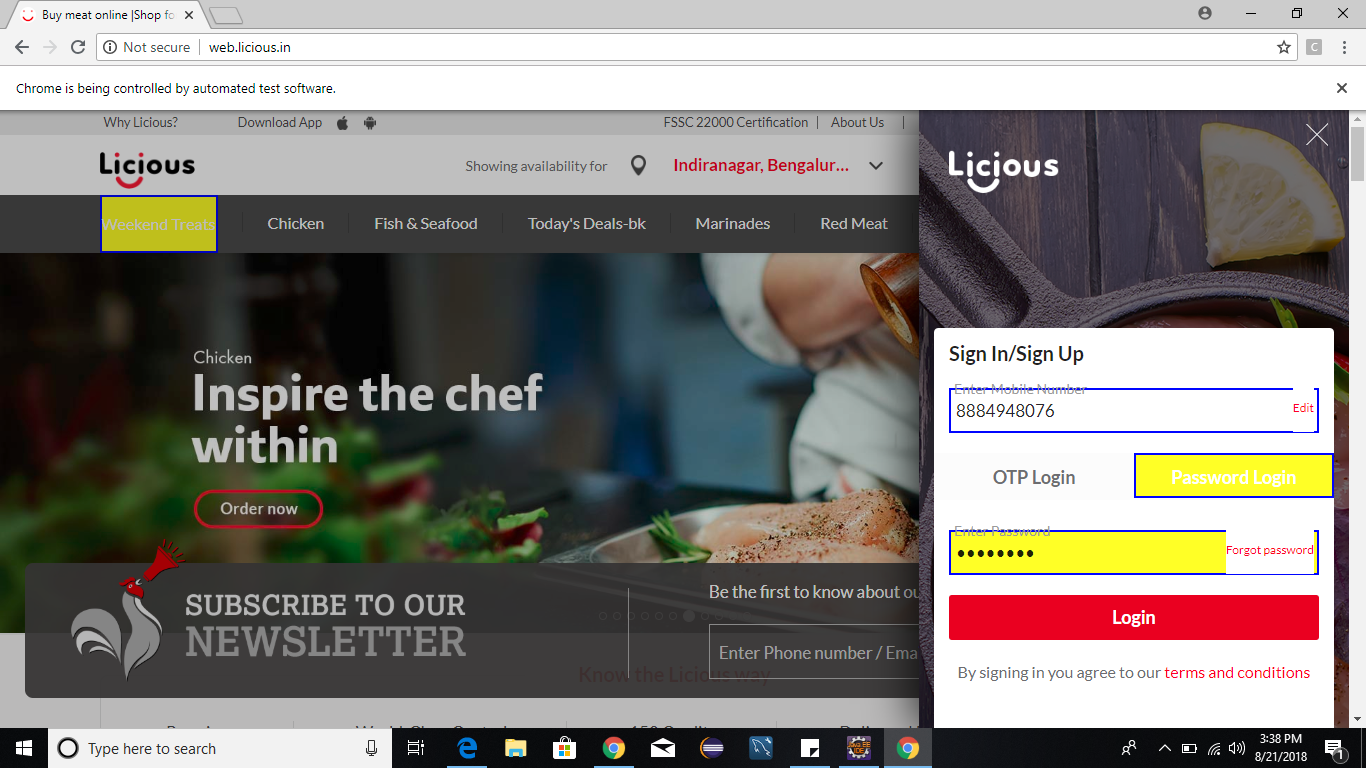 Buy meat online |Shop fo
Not secure
web.licious.in
C
Chrome is being controlled by automated test software.
Why Licious?
Download App
FSSC 22000 Certification
About Us
Licious
Showing availability for
Indiranagar, Bengalur...
Weekend Treats
Chicken
Fish & Seafood
Today's Deals-bk
Marinades
Red Meat
Chicken
Inspire the chef
within
Order now
SUBSCRIBE TO OUR
NEWSLETTER
Be the first to know about ou
Enter Phone number / Ema
Know the Licious way
Licious
Sign In/Sign Up
Enter Mobile Number
8884948076
Edit
OTP Login
Password Login
Enter Password
Forgot password
Login
By signing in you agree to our terms and conditions
Type here to search
3:38 PM
8/21/2018
1